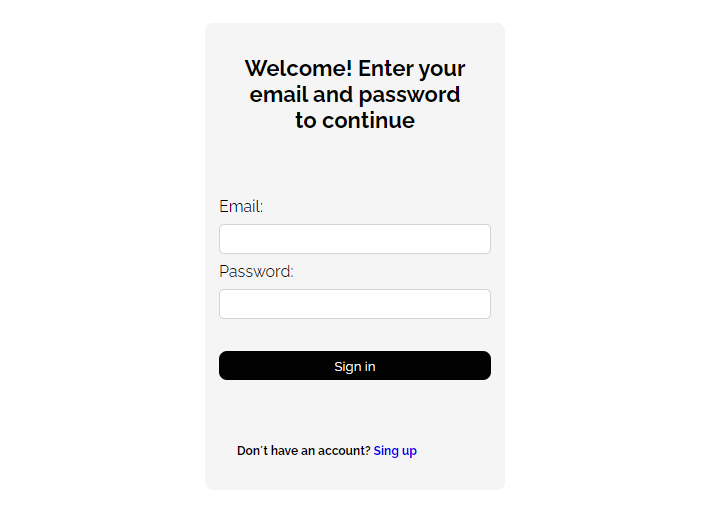 Welcome! Enter your
email and password
to continue
Email:
Password:
Sign in
Don´t have an account? Sing up